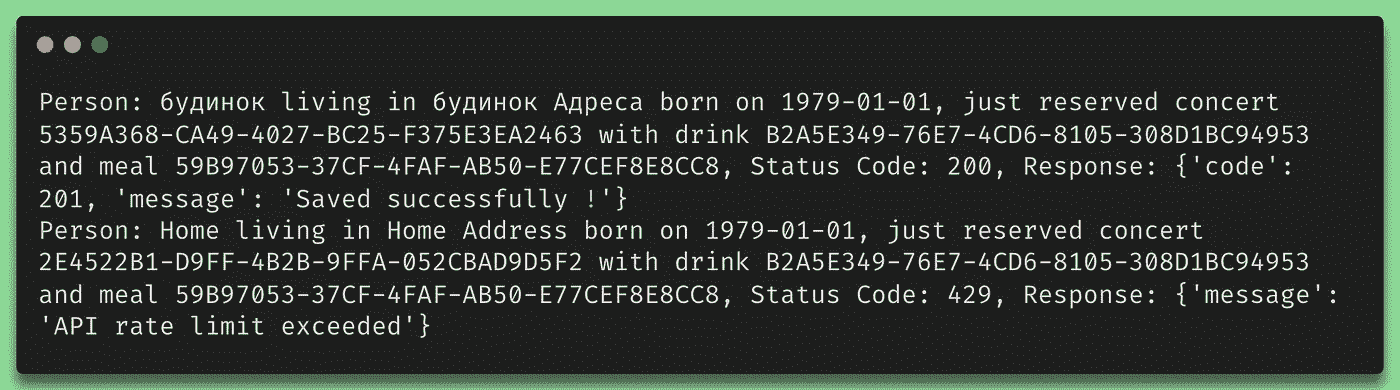 Person: будинок living in будинок Адреса born on 1979-01-01, just reserved concert
5359A368-CA49-4027-BC25-F375E3EA2463 with drink B2A5E349-76E7-4CD6-8105-308D1BC94953
and meal 59B97053-37CF-4FAF-AB50-E77CEF8E8CC8, Status Code: 200, Response: {'code':
201, 'message': 'Saved successfully !'}
Person: Home living in Home Address born on 1979-01-01, just reserved concert
2E4522B1-D9FF-4B2B-9FFA-052CBAD9D5F2 with drink B2A5E349-76E7-4CD6-8105-308D1BC94953
and meal 59B97053-37CF-4FAF-AB50-E77CEF8E8CC8, Status Code: 429, Response: {'message':
'API rate limit exceeded'}